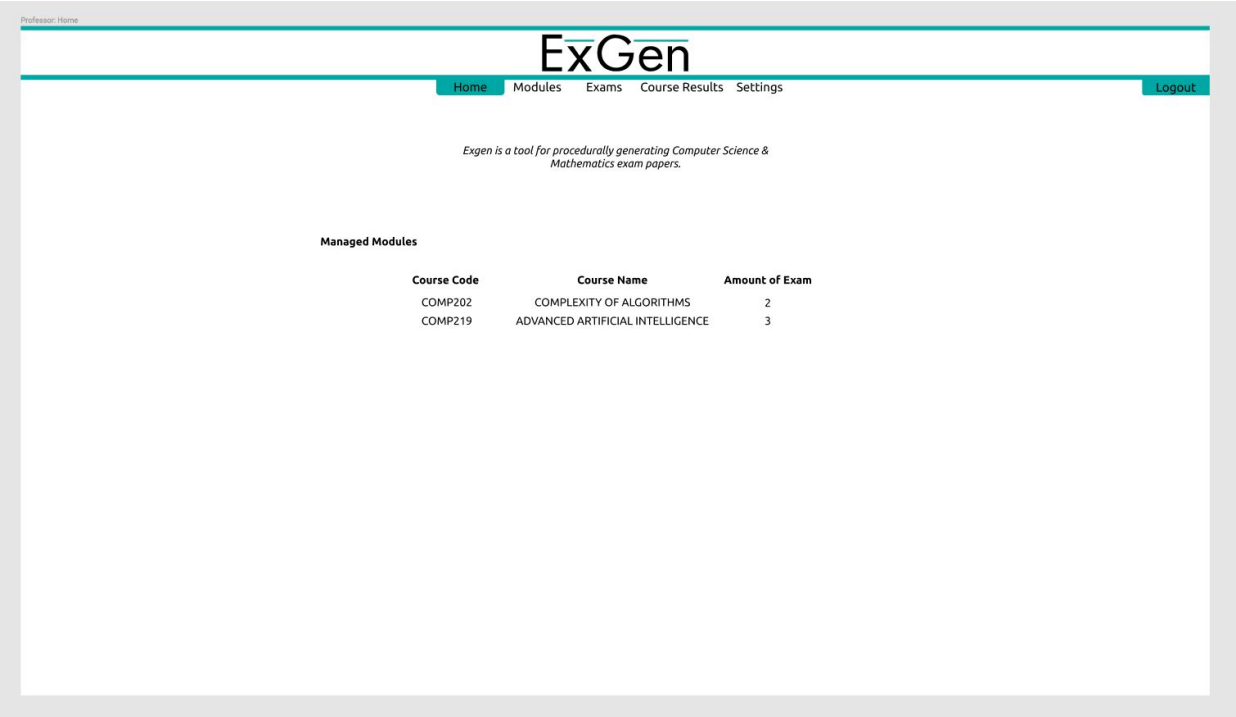 Professor: Home
ExGen
Home Modules Exams Course Results Settings Logout
Exgen is a tool for procedurally generating Computer Science &
Mathematics exam papers.
Managed Modules
Course Code Course Name Amount of Exam
COMP202 COMPLEXITY OF ALGORITHMS 2
COMP219 ADVANCED ARTIFICIAL INTELLIGENCE 3